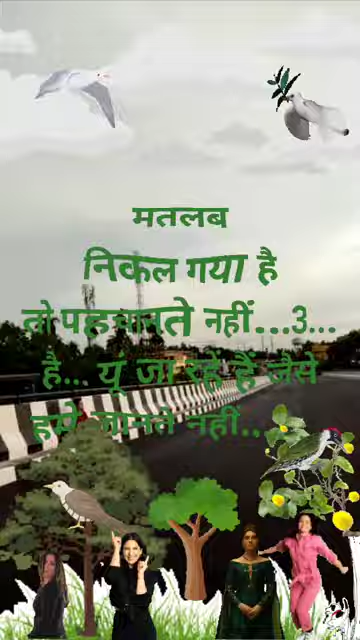 मतलब
निकल गया है
तो पहचानते नहीं...3...
है... यूं जा रहे हैं जैसे
हमें जानते नहीं...